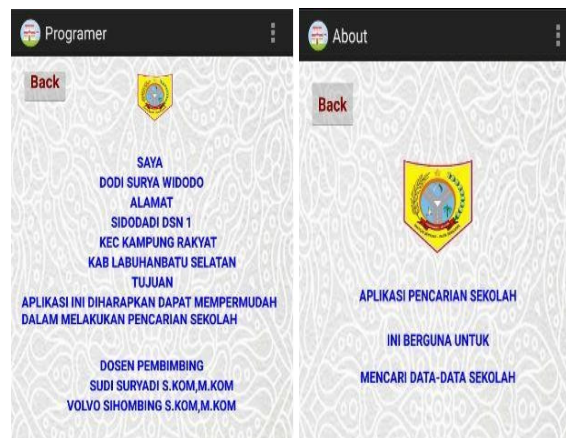 Programer
Back
SAYA
DODI SURYA WIDODO
ALAMAT
SIDODADI DSN 1
KEC KAMPUNG RAKYAT
KAB LABUHANBATU SELATAN
TUJUAN
APLIKASI INI DIHARAPKAN DAPAT MEMPERMUDAH
DALAM MELAKUKAN PENCARIAN SEKOLAH
DOSEN PEMBIMBING
SUDI SURYADI S.KOM,M.KOM
VOLVO SIHOMBING S.KOM,M.KOM
About
Back
APLIKASI PENCARIAN SEKOLAH
INI BERGUNA UNTUK
MENCARI DATA-DATA SEKOLAH